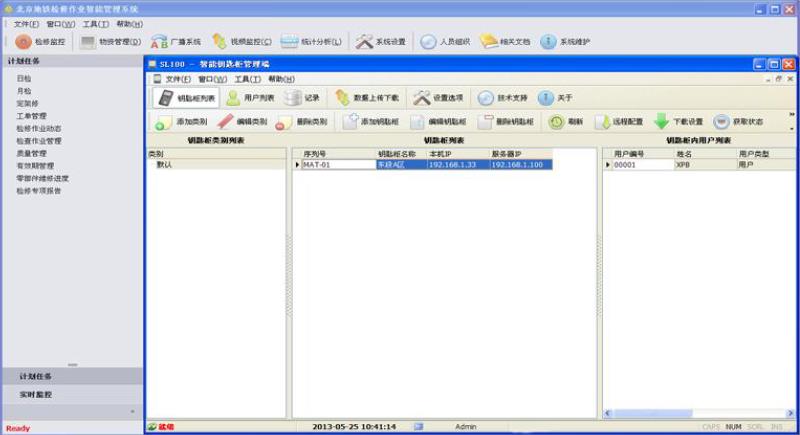 北京地铁检修作业智能管理系统
文件(F) 窗口(W) 工具(T) 帮助(H)
检修监控 物资管理(D) 广播系统 视频监控(C) 统计分析(L) 系统设置 人员组织 相关文档 系统维护
计划任务
日检
月检
定架修
工单管理
检修作业动态
检查作业管理
质量管理
有效期管理
零部件维修进度
检修专项报告
计划任务
实时监控
Ready
SL100 - 智能钥匙柜管理端
文件(F) 窗口(W) 工具(T) 帮助(H)
钥匙柜列表 用户列表 记录 数据上传下载 设置选项 技术支持 关于
添加类别 编辑类别 删除类别 添加钥匙柜 编辑钥匙柜 删除钥匙柜 刷新 远程配置 下载设置 获取状态
钥匙柜类别列表 钥匙柜列表 钥匙柜内用户列表
类别 序列号 钥匙柜名称 本机IP 服务器IP 用户编号 姓名 用户类型
默认 MAT-01 车段A区 192.168.1.33 192.168.1.100 00001 XPB 用户
就绪 2013-05-25 10:41:14 Admin CAPS NUM SCRL INS